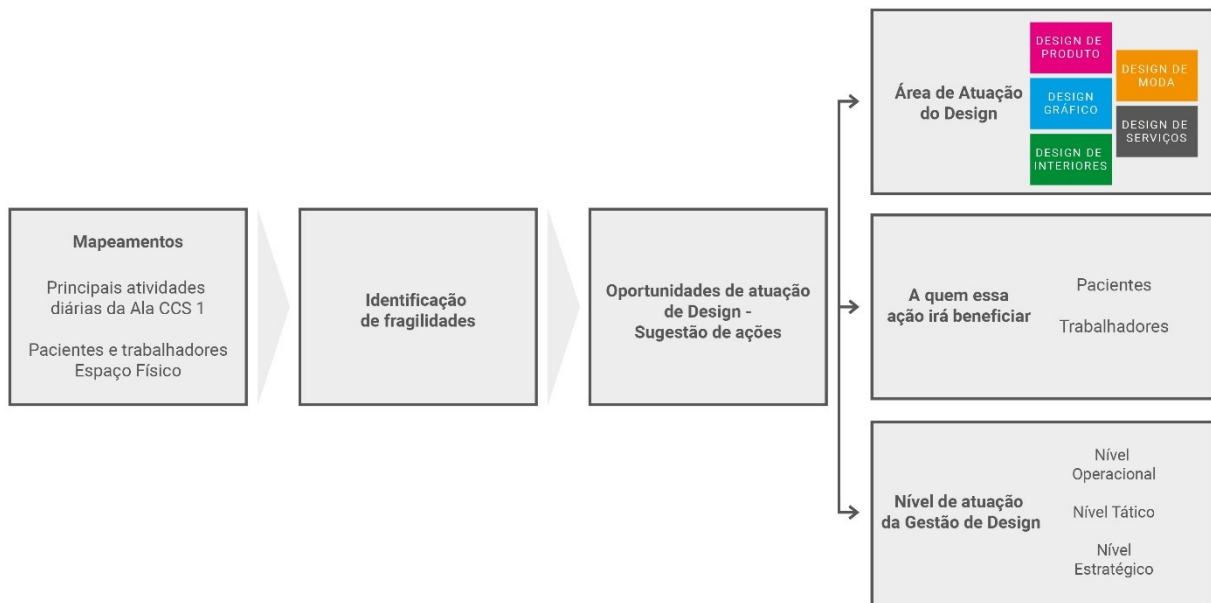 Mapeamentos
Principais atividades
diárias da Ala CCS 1
Pacientes e trabalhadores
Espaço Físico
Identificação
de fragilidades
Oportunidades de atuação
de Design -
Sugestão de ações
Área de Atuação
do Design
DESIGN DE
PRODUTO
DESIGN
GRÁFICO
DESIGN DE
INTERIORES
DESIGN DE
MODA
DESIGN DE
SERVIÇOS
A quem essa
ação irá beneficiar
Pacientes
Trabalhadores
Nível de atuação
da Gestão de Design
Nível
Operacional
Nível Tático
Nível
Estratégico